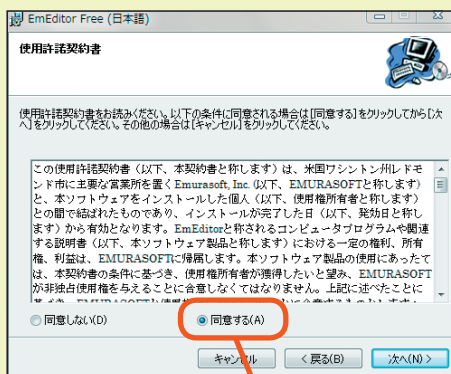 EmEditor Free (日本語)
使用許諾契約書
使用許諾契約書をお読みください。以下の条件に同意される場合は[同意する]をクリックしてから[次
へ]をクリックしてください。その他の場合は[キャンセル]をクリックしてください。
この使用許諾契約書（以下、本契約書と称します）は、米国ワシントン州レドモ
ンド市に主要な営業所を置くEmurasoft, Inc.（以下、EMURASOFTと称します）
と、本ソフトウェアをインストールした個人（以下、使用権所有者と称します）
との間で結ばれたものであり、インストールが完了した日（以下、発効日と称し
ます）から有効となります。EmEditorと称されるコンピュータプログラムや関連
する説明書（以下、本ソフトウェア製品と称します）における一定の権利、所有
権、利益は、EMURASOFTに帰属します。本ソフトウェア製品の使用にあたって
は、本契約書の条件に基づき、使用権所有者が獲得したいと望み、EMURASOFT
が非独占使用権を与えることに合意しなくてはなりません。上記に述べたことに
同意しない(D)
同意する(A)
キャンセル
< 戻る(B)
次へ(N) >